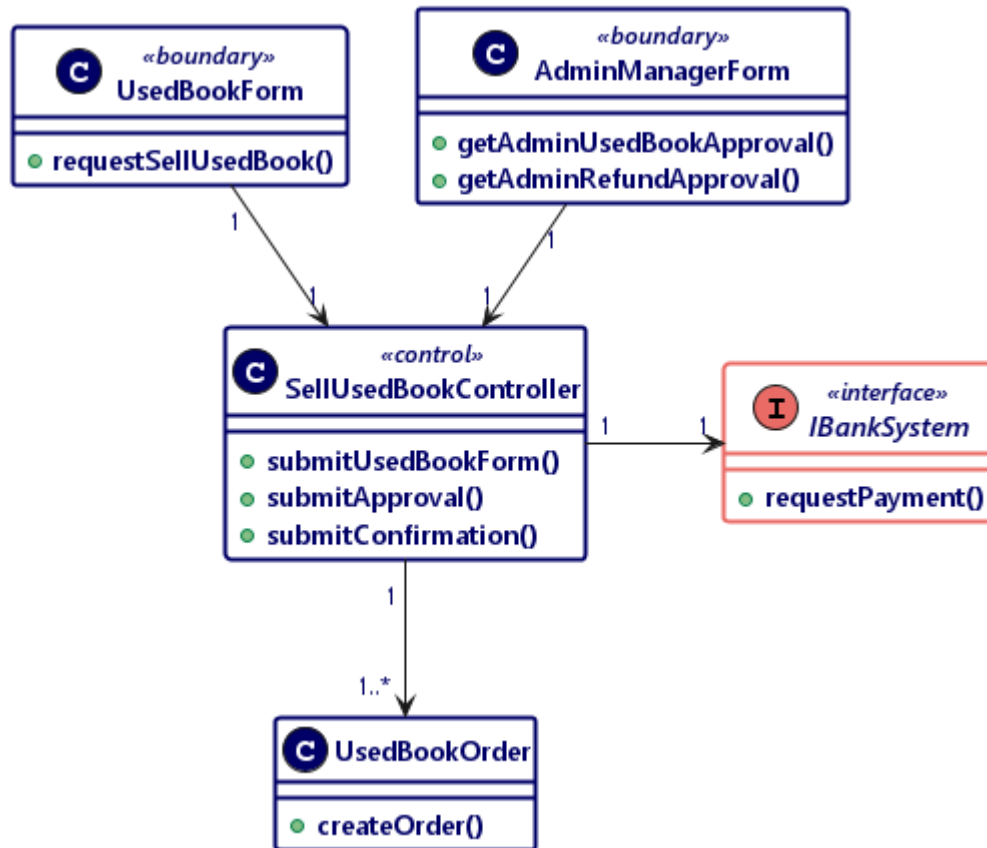 C
«boundary»
UsedBookForm
requestSellUsedBook()
C
«boundary»
AdminManagerForm
getAdminUsedBookApproval()
getAdminRefundApproval()
1
1
1
1
C
«control»
SellUsedBookController
submitUsedBookForm()
submitApproval()
submitConfirmation()
1
1
I
«interface»
IBankSystem
requestPayment()
1
1..*
C
UsedBookOrder
createOrder()